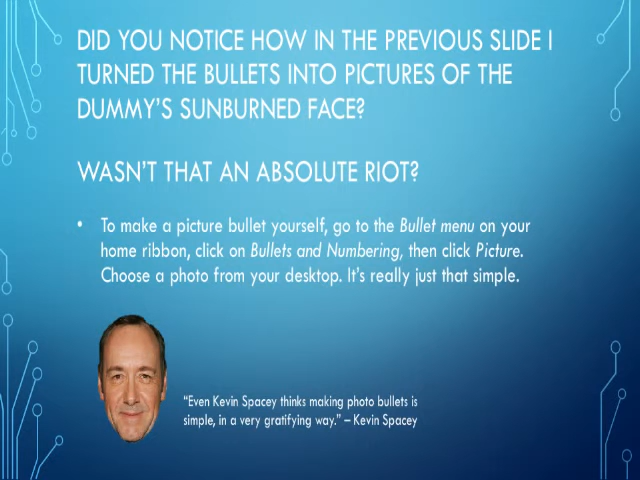 DID YOU NOTICE HOW IN THE PREVIOUS SLIDE I
TURNED THE BULLETS INTO PICTURES OF THE
DUMMY'S SUNBURNED FACE?
WASN'T THAT AN ABSOLUTE RIOT?
• To make a picture bullet yourself, go to the Bullet menu on your
home ribbon, click on Bullets and Numbering, then click Picture.
Choose a photo from your desktop. It's really just that simple.
"Even Kevin Spacey thinks making photo bullets is
simple, in a very gratifying way." – Kevin Spacey